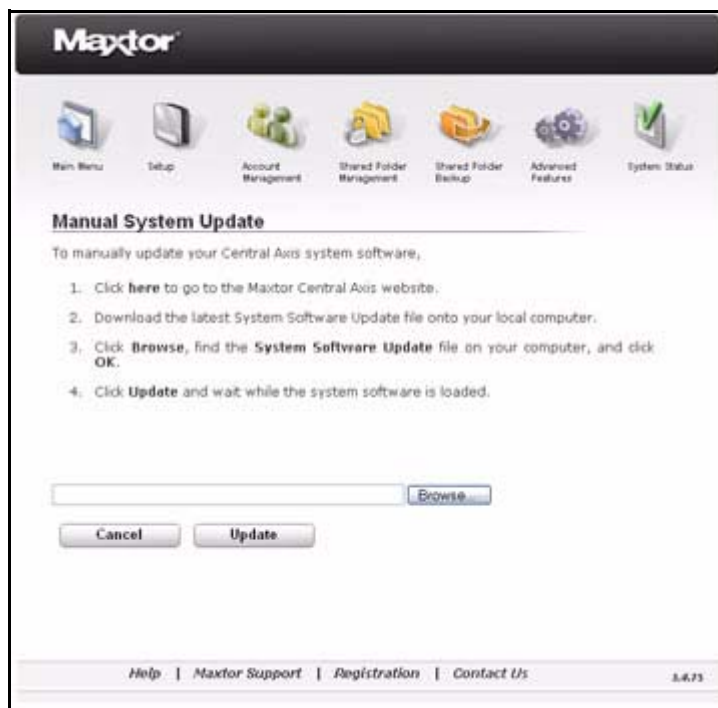 Maxtor
Main Menu
Setup
Account
Management
Shared Folder
Management
Shared Folder
Backup
Advanced
Features
System Status
Manual System Update
To manually update your Central Axis system software,
1. Click here to go to the Maxtor Central Axis website.
2. Download the latest System Software Update file onto your local computer.
3. Click Browse, find the System Software Update file on your computer, and click
OK.
4. Click Update and wait while the system software is loaded.
Browse...
Cancel
Update
Help | Maxtor Support | Registration | Contact Us